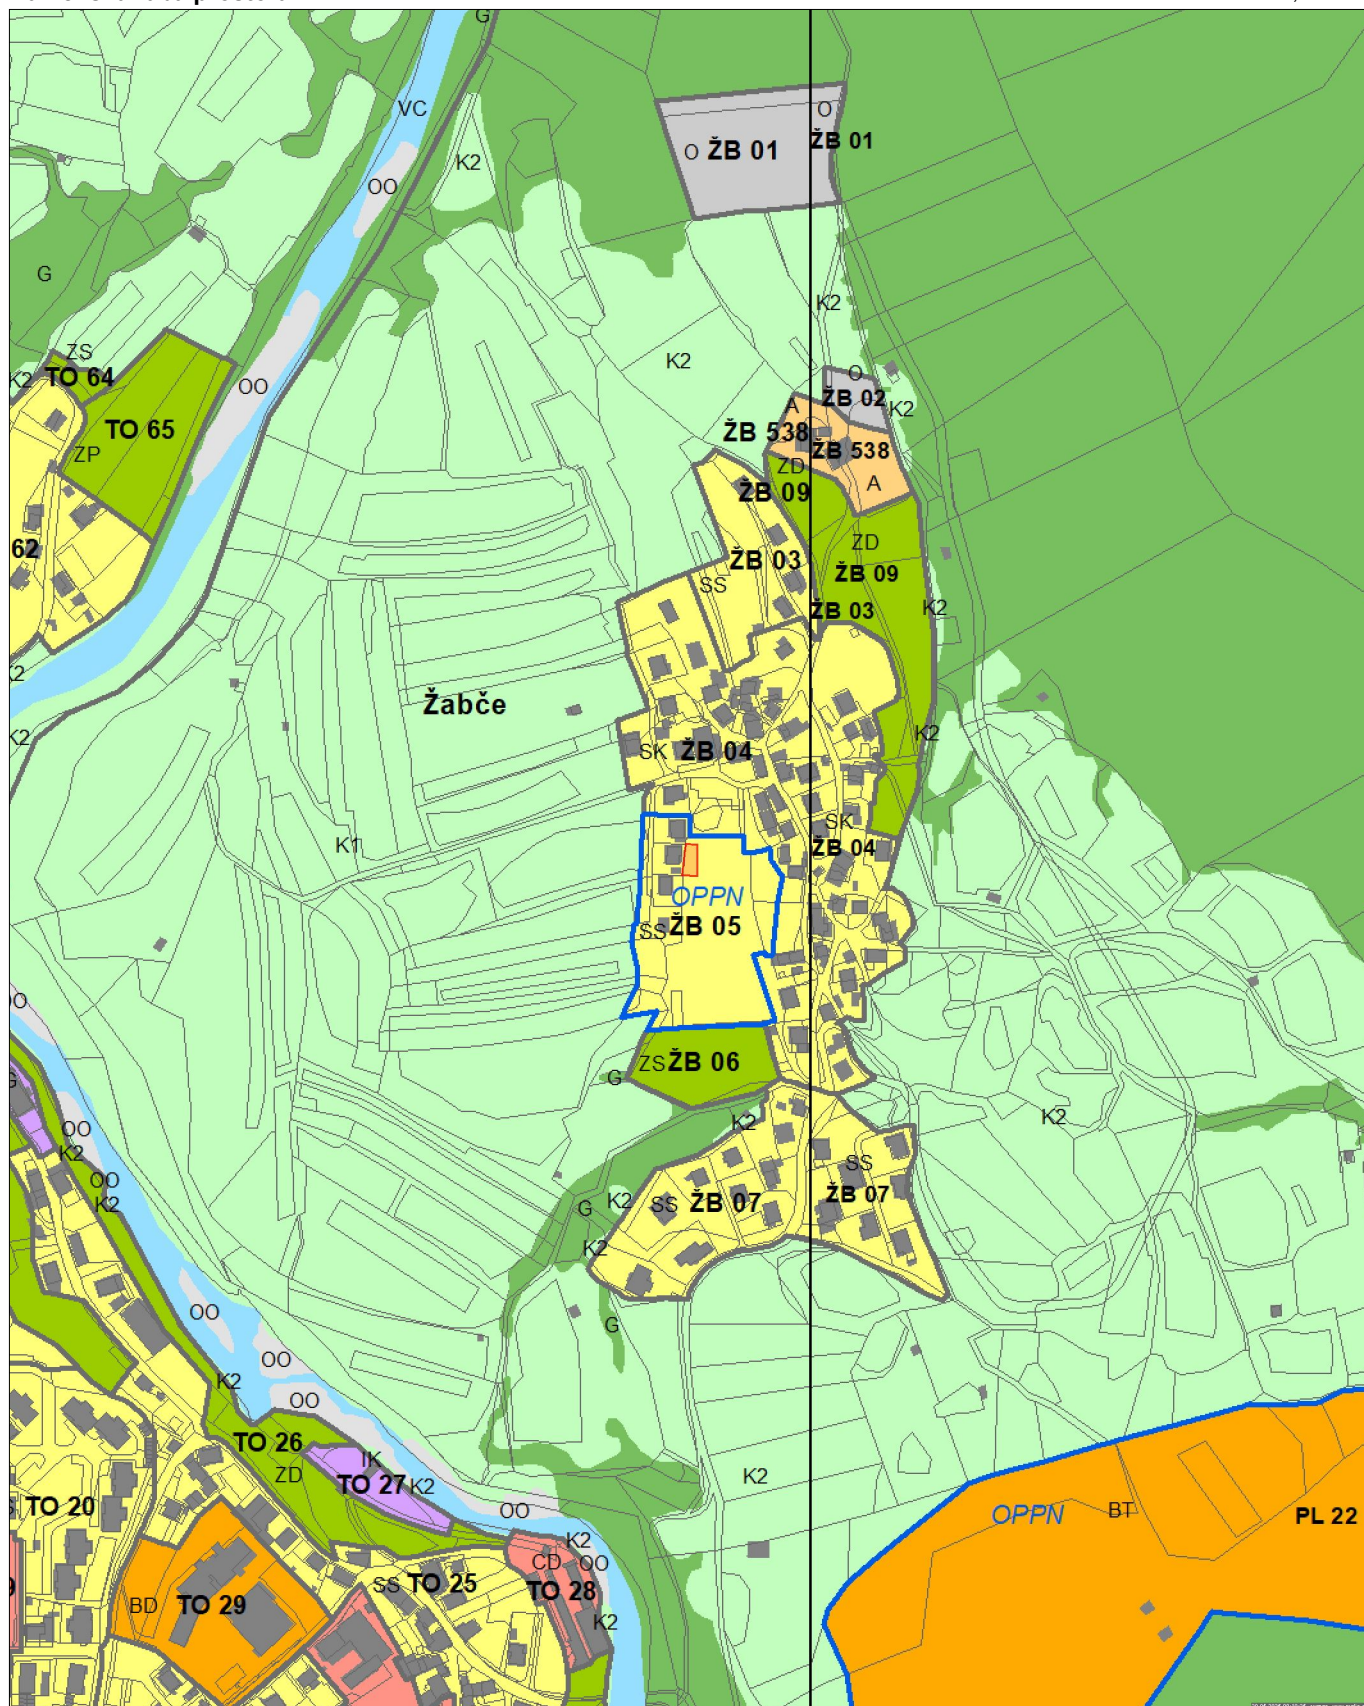 G
VC
O
O ŽB 01
ŽB 01
K2
OO
G
K2
K2
ZS
K2
TO 64
OO
TO 65
ZP
O
ŽB 02
K2
A
ŽB 538
ŽB 538
ZD
A
ŽB 09
62
ZD
ŽB 03
ŽB 09
SS
ŽB 03
K2
K2
Žabče
K2
K2
SK
ŽB 04
SK
K1
ŽB 04
OPPN
SS
ŽB 05
OO
ZS
ŽB 06
G
G
OO
K2
K2
K2
OO
K2
SS
SS
ŽB 07
ŽB 07
K2
G
K2
OO
G
OO
K2
OO
TO 26
ZD
IK
TO 27
K2
K2
OO
TO 20
OPPN
BT
PL 22
K2
CD
OO
SS
TO 25
TO 28
BD
TO 29
K2